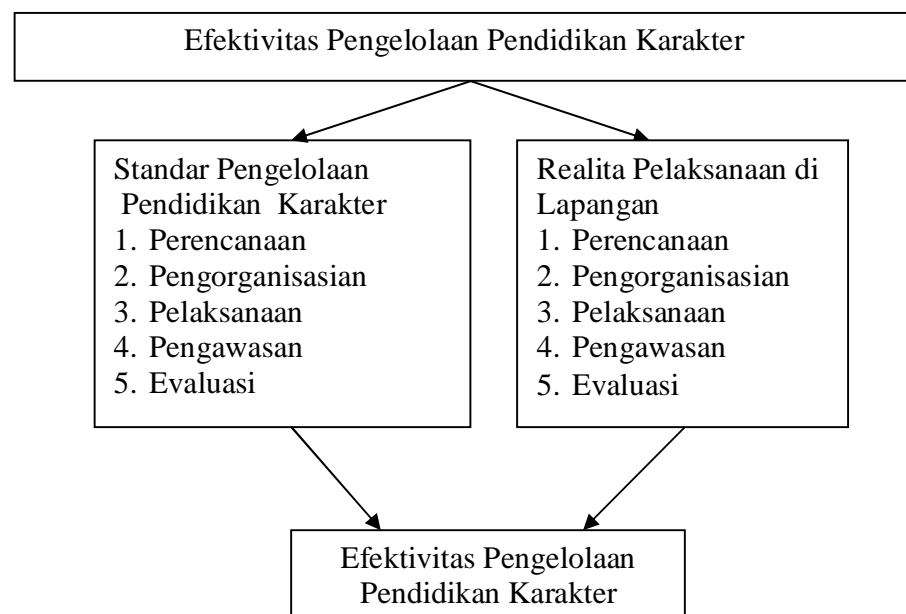 Efektivitas Pengelolaan Pendidikan Karakter
Standar Pengelolaan
Pendidikan Karakter
1. Perencanaan
2. Pengorganisasian
3. Pelaksanaan
4. Pengawasan
5. Evaluasi
Realita Pelaksanaan di
Lapangan
1. Perencanaan
2. Pengorganisasian
3. Pelaksanaan
4. Pengawasan
5. Evaluasi
Efektivitas Pengelolaan
Pendidikan Karakter